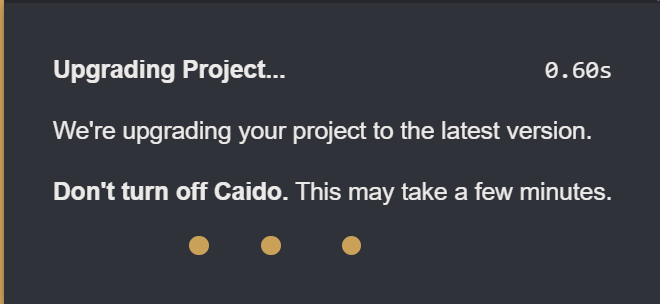 Upgrading Project... 0.60s
We're upgrading your project to the latest version.
Don't turn off Caido. This may take a few minutes.